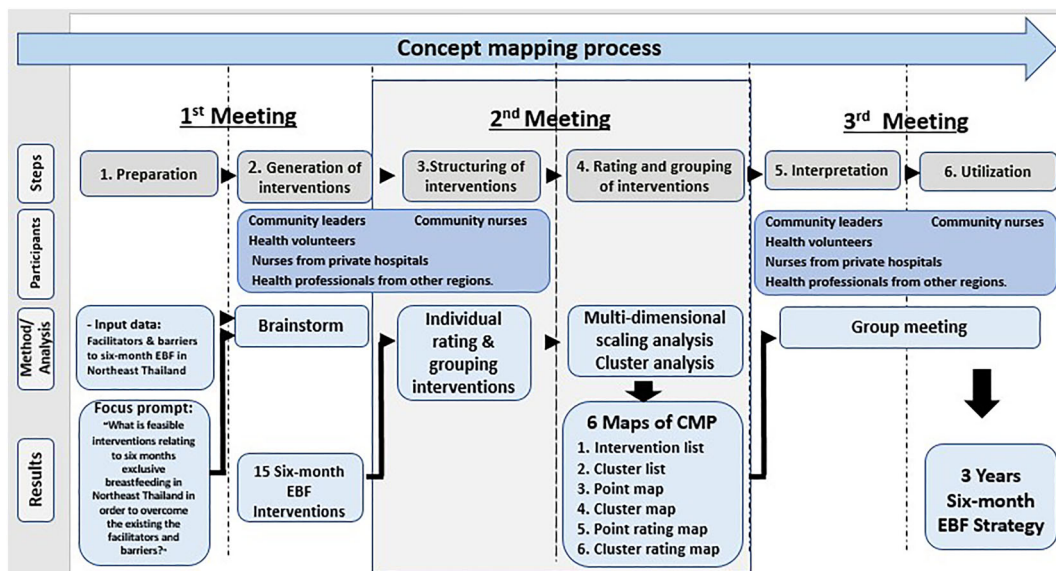 Concept mapping process
1st Meeting
2nd Meeting
3rd Meeting
Steps
1. Preparation
2. Generation of
interventions
3.Structuring of
interventions
4. Rating and grouping
of interventions
5. Interpretation
6. Utilization
Participants
Community leaders Community nurses
Health volunteers
Nurses from private hospitals
Health professionals from other regions.
Community leaders Community nurses
Health volunteers
Nurses from private hospitals
Health professionals from other regions.
Method/
Analysis
- Input data:
Facilitators & barriers
to six-month EBF in
Northeast Thailand
Brainstorm
Individual
rating &
grouping
interventions
Multi-dimensional
scaling analysis
Cluster analysis
Group meeting
Results
Focus prompt:
"What is feasible
interventions relating
to six months
exclusive
breastfeeding in
Northeast Thailand in
order to overcome
the existing the
facilitators and
barriers?"
15 Six-month
EBF
Interventions
6 Maps of CMP
1. Intervention list
2. Cluster list
3. Point map
4. Cluster map
5. Point rating map
6. Cluster rating map
3 Years
Six-month
EBF Strategy